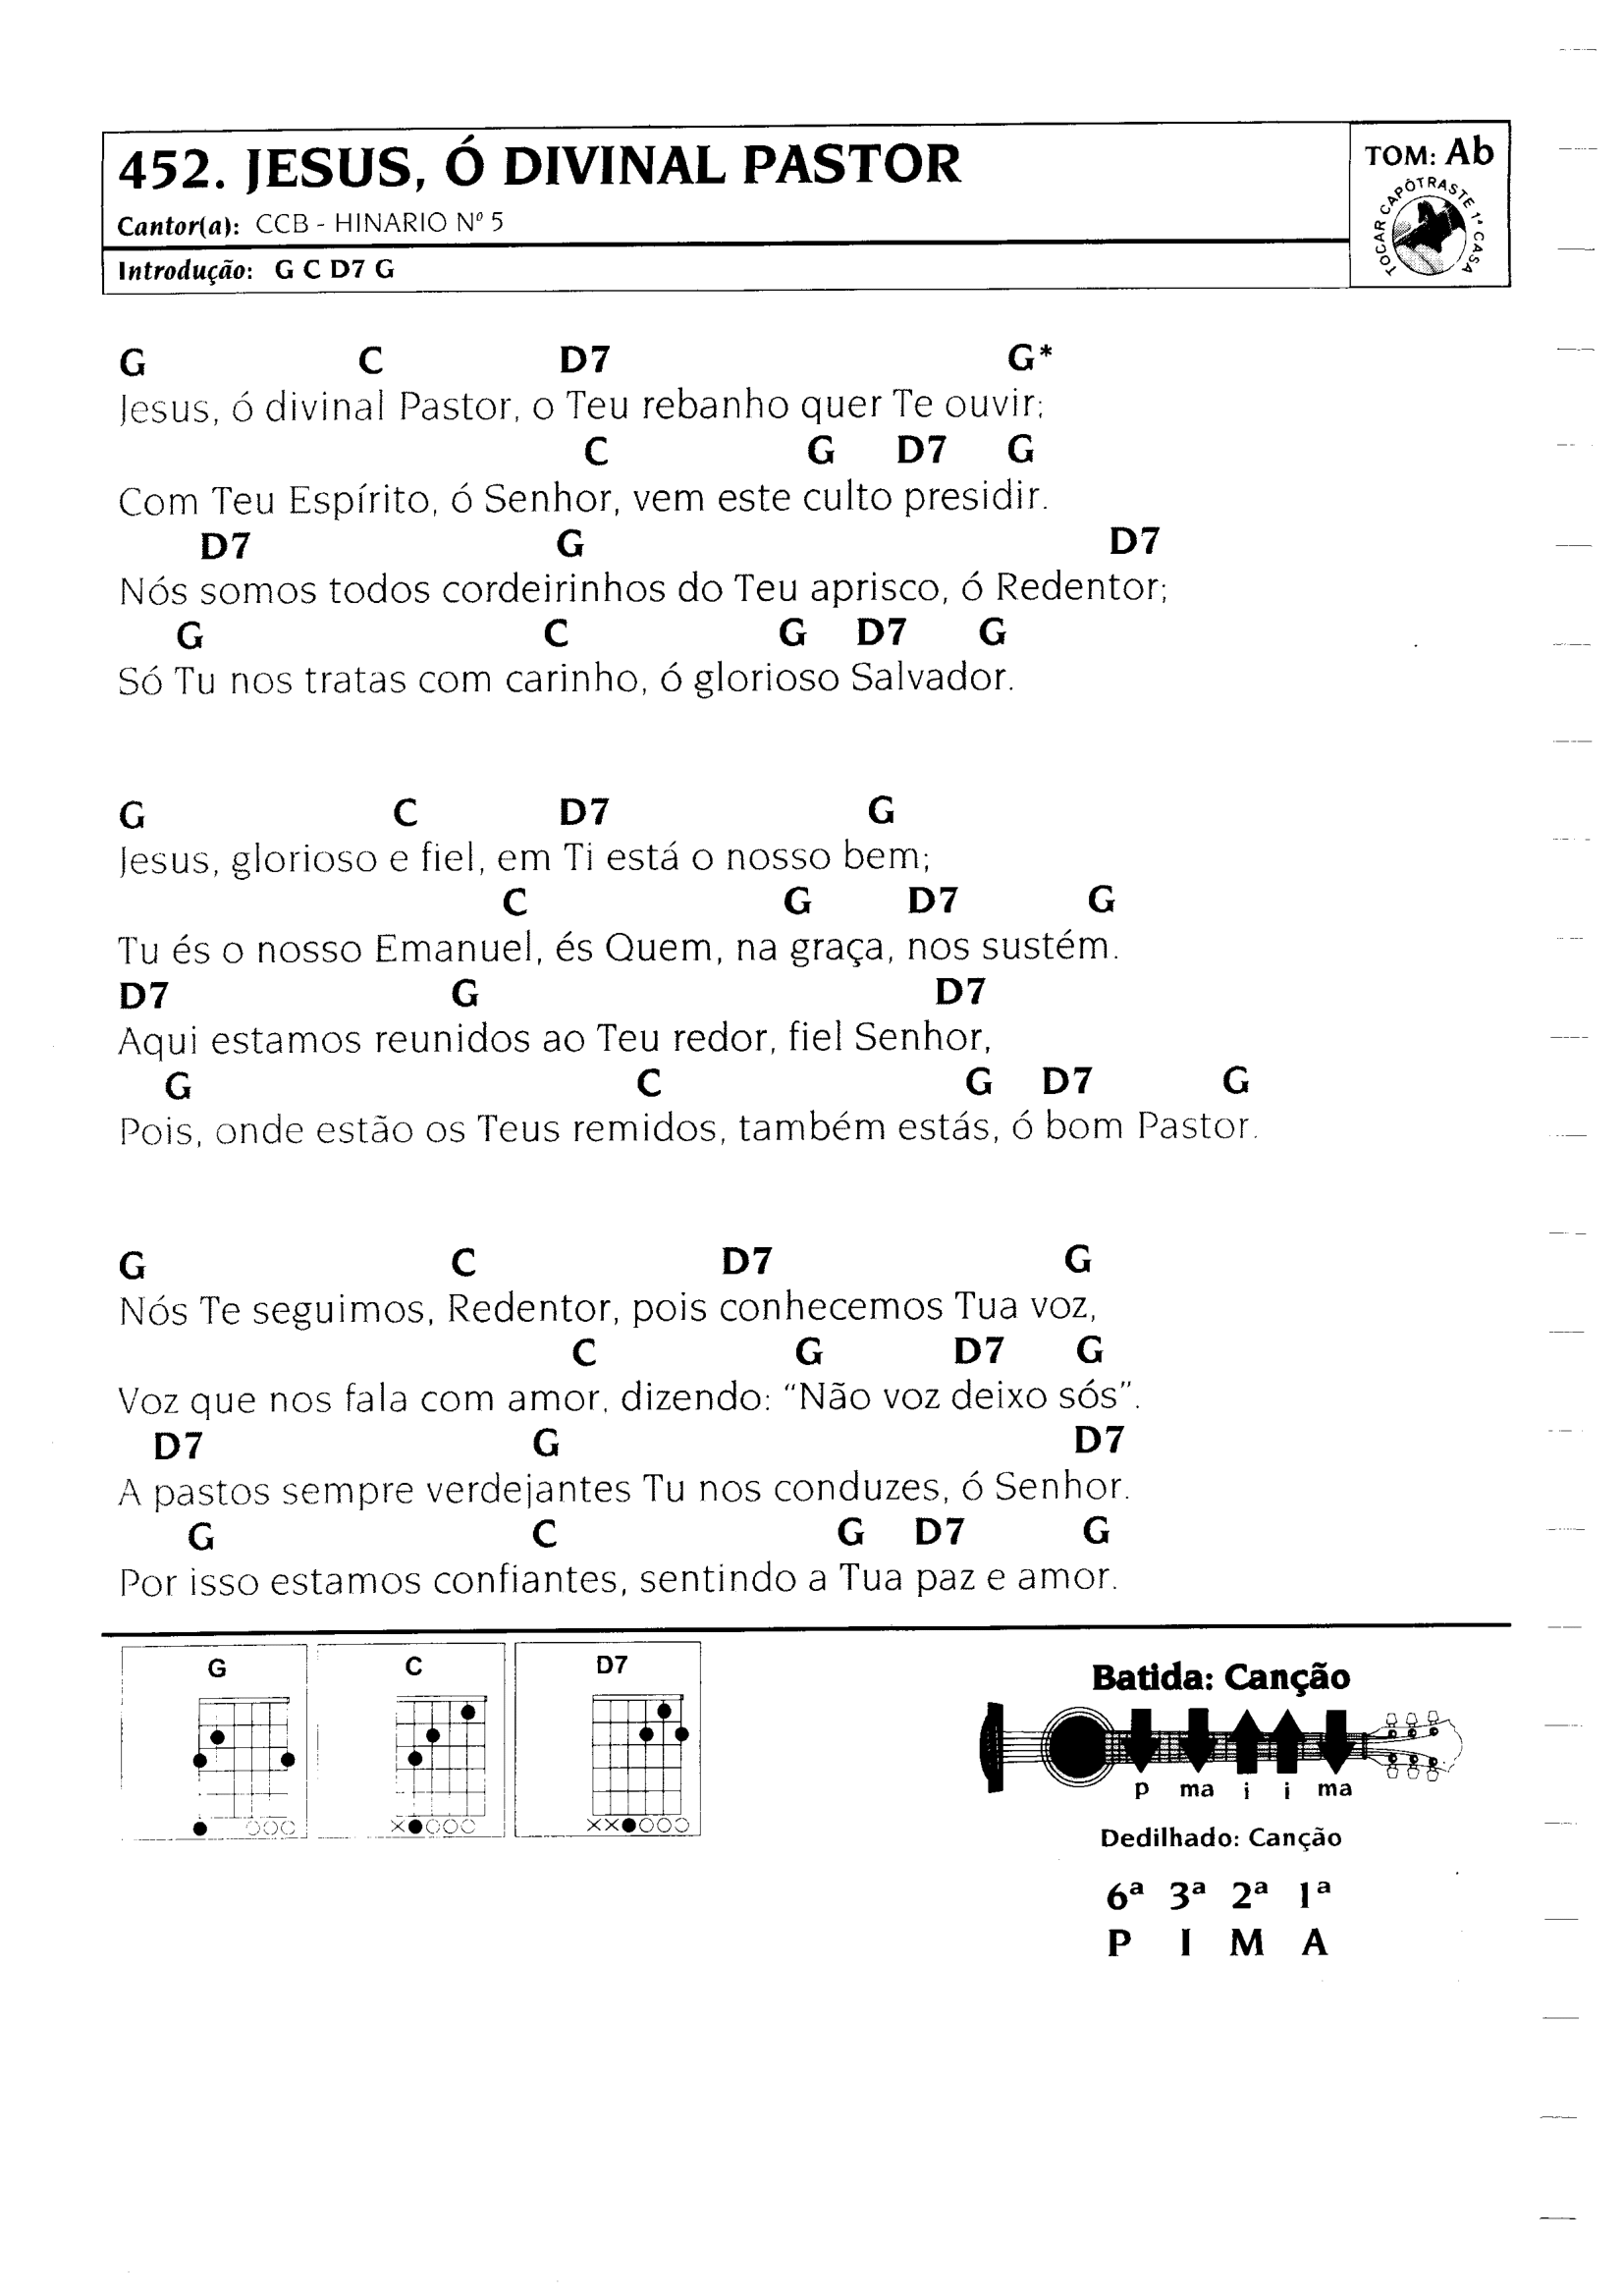 452. JESUS, Ó DIVINAL PASTOR
Cantor(a): CCB - HINARIO Nº 5
Introdução: G C D7 G
TOM: Ab
TOCAR CAPÔTRASTE 1ª CASA
G C D7 G*
Jesus, ó divinal Pastor, o Teu rebanho quer Te ouvir;
C G D7 G
Com Teu Espírito, ó Senhor, vem este culto presidir.
D7 G D7
Nós somos todos cordeirinhos do Teu aprisco, ó Redentor;
G C G D7 G
Só Tu nos tratas com carinho, ó glorioso Salvador.
G C D7 G
Jesus, glorioso e fiel, em Ti está o nosso bem;
C G D7 G
Tu és o nosso Emanuel, és Quem, na graça, nos sustém.
D7 G D7
Aqui estamos reunidos ao Teu redor, fiel Senhor,
G C G D7 G
Pois, onde estão os Teus remidos, também estás, ó bom Pastor.
G C D7 G
Nós Te seguimos, Redentor, pois conhecemos Tua voz,
C G D7 G
Voz que nos fala com amor, dizendo: “Não voz deixo sós”.
D7 G D7
A pastos sempre verdejantes Tu nos conduzes, ó Senhor.
G C G D7 G
Por isso estamos confiantes, sentindo a Tua paz e amor.
G C D7
Batida: Canção
p ma i i ma
Dedilhado: Canção
6ª 3ª 2ª 1ª
P I M A